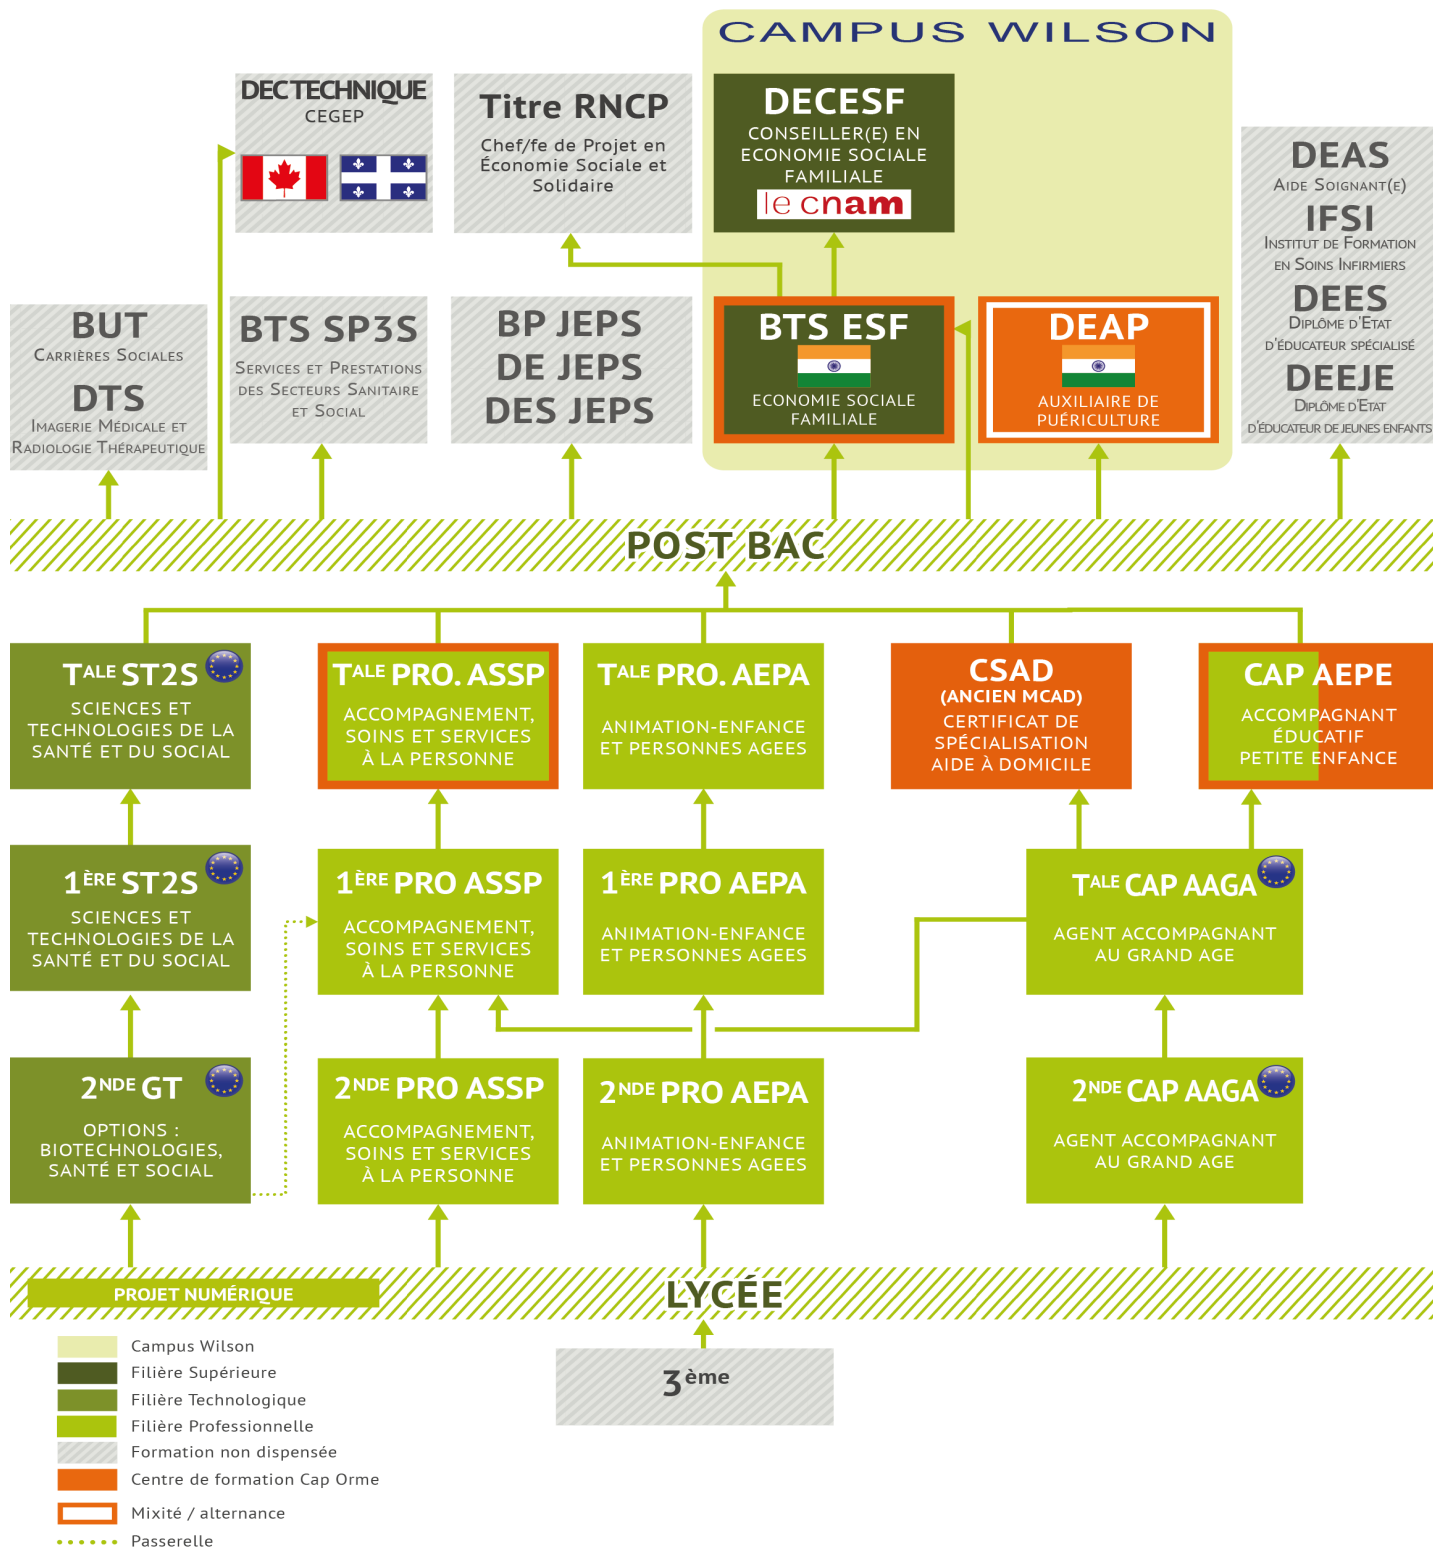 CAMPUS WILSON
DEC TECHNIQUE
CEGEP
Titre RNCP
Chef/fe de Projet en
Économie Sociale et
Solidaire
DECESF
CONSEILLER(E) EN
ECONOMIE SOCIALE
FAMILIALE
le cnam
DEAS
AIDE SOIGNANT(E)
IFSI
INSTITUT DE FORMATION
EN SOINS INFIRMIERS
DEES
DIPLÔME D'ETAT
D'ÉDUCATEUR SPÉCIALISÉ
DEEJE
DIPLÔME D'ETAT
D'ÉDUCATEUR DE JEUNES ENFANTS
BUT
CARRIÈRES SOCIALES
DTS
IMAGERIE MÉDICALE ET
RADIOLOGIE THÉRAPEUTIQUE
BTS SP3S
SERVICES ET PRESTATIONS
DES SECTEURS SANITAIRE
ET SOCIAL
BP JEPS
DE JEPS
DES JEPS
BTS ESF
ECONOMIE SOCIALE
FAMILIALE
DEAP
AUXILIAIRE DE
PUÉRICULTURE
POST BAC
TALE ST2S
SCIENCES ET
TECHNOLOGIES DE LA
SANTÉ ET DU SOCIAL
TALE PRO. ASSP
ACCOMPAGNEMENT,
SOINS ET SERVICES
À LA PERSONNE
TALE PRO. AEPA
ANIMATION-ENFANCE
ET PERSONNES AGEES
CSAD
(ANCIEN MCAD)
CERTIFICAT DE
SPÉCIALISATION
AIDE À DOMICILE
CAP AEPE
ACCOMPAGNANT
ÉDUCATIF
PETITE ENFANCE
1ÈRE ST2S
SCIENCES ET
TECHNOLOGIES DE LA
SANTÉ ET DU SOCIAL
1ÈRE PRO ASSP
ACCOMPAGNEMENT,
SOINS ET SERVICES
À LA PERSONNE
1ÈRE PRO AEPA
ANIMATION-ENFANCE
ET PERSONNES AGEES
TALE CAP AAGA
AGENT ACCOMPAGNANT
AU GRAND AGE
2NDE GT
OPTIONS :
BIOTECHNOLOGIES,
SANTÉ ET SOCIAL
2NDE PRO ASSP
ACCOMPAGNEMENT,
SOINS ET SERVICES
À LA PERSONNE
2NDE PRO AEPA
ANIMATION-ENFANCE
ET PERSONNES AGEES
2NDE CAP AAGA
AGENT ACCOMPAGNANT
AU GRAND AGE
PROJET NUMÉRIQUE
LYCÉE
3ème
Campus Wilson
Filière Supérieure
Filière Technologique
Filière Professionnelle
Formation non dispensée
Centre de formation Cap Orme
Mixité / alternance
Passerelle